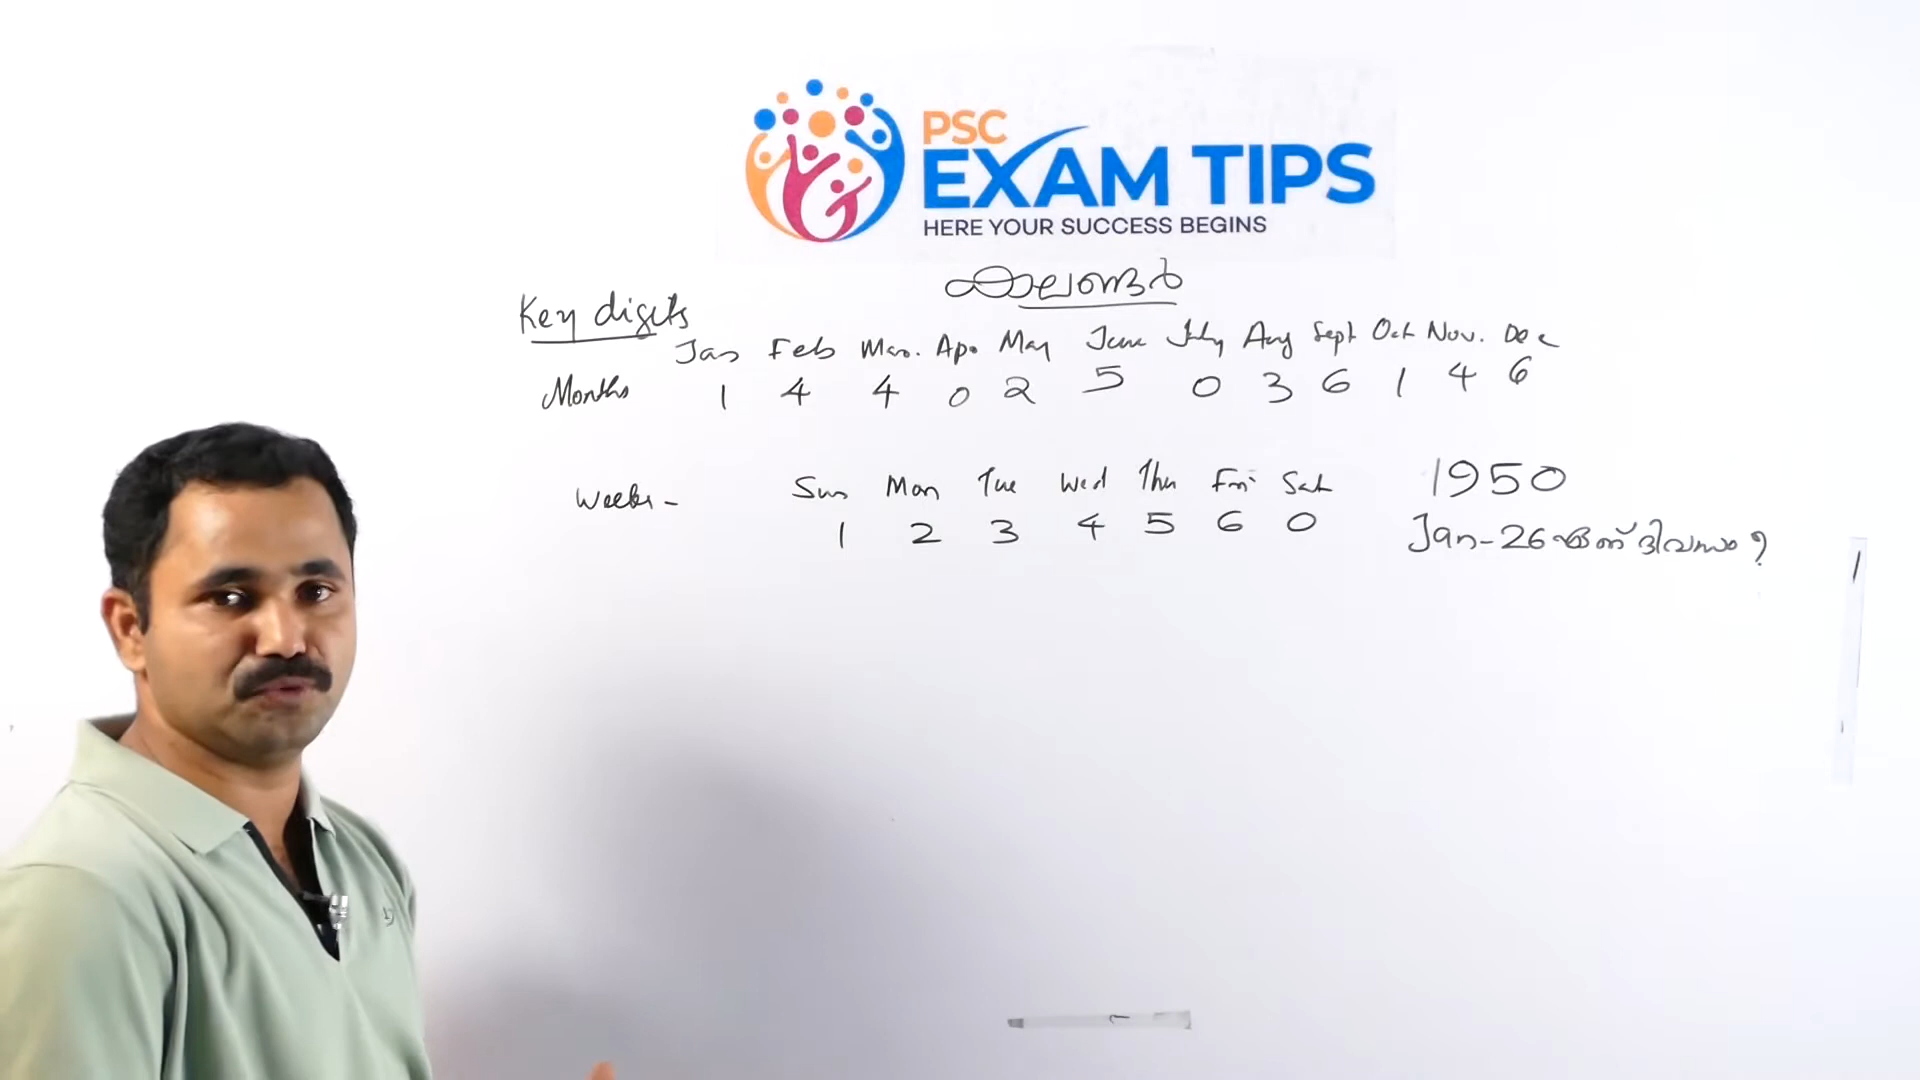 PSC
EXAM TIPS
HERE YOUR SUCCESS BEGINS
കാലണ്ടർ
Key digits
Jan Feb Mar. Apr May June July Aug Sept Oct Nov. Dec
Months 1 4 4 0 2 5 0 3 6 1 4 6
Weeks - Sun Mon Tue Wed Thu Fri Sat
1 2 3 4 5 6 0
1950
Jan-26 ഏത് ദിവസം ?